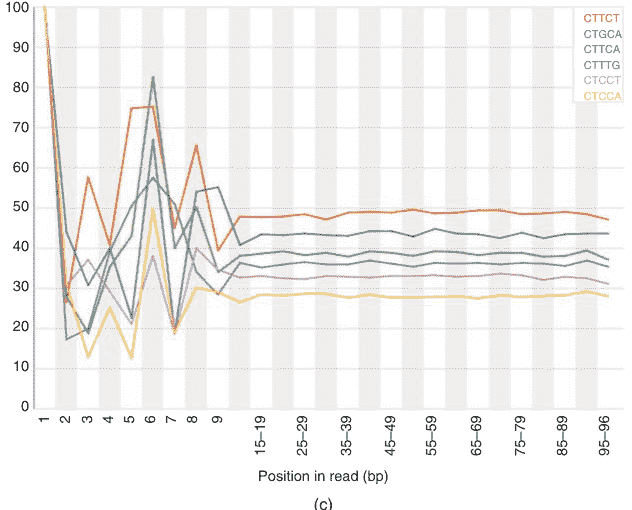 100
90
80
70
60
50
40
30
20
10
0
CTTCT
CTGCA
CTTCA
CTTTG
CTCCT
CTCCA
1 2 3 4 5 6 7 8 9 15–19 25–29 35–39 45–49 55–59 65–69 75–79 85–89 95–96
Position in read (bp)
(c)